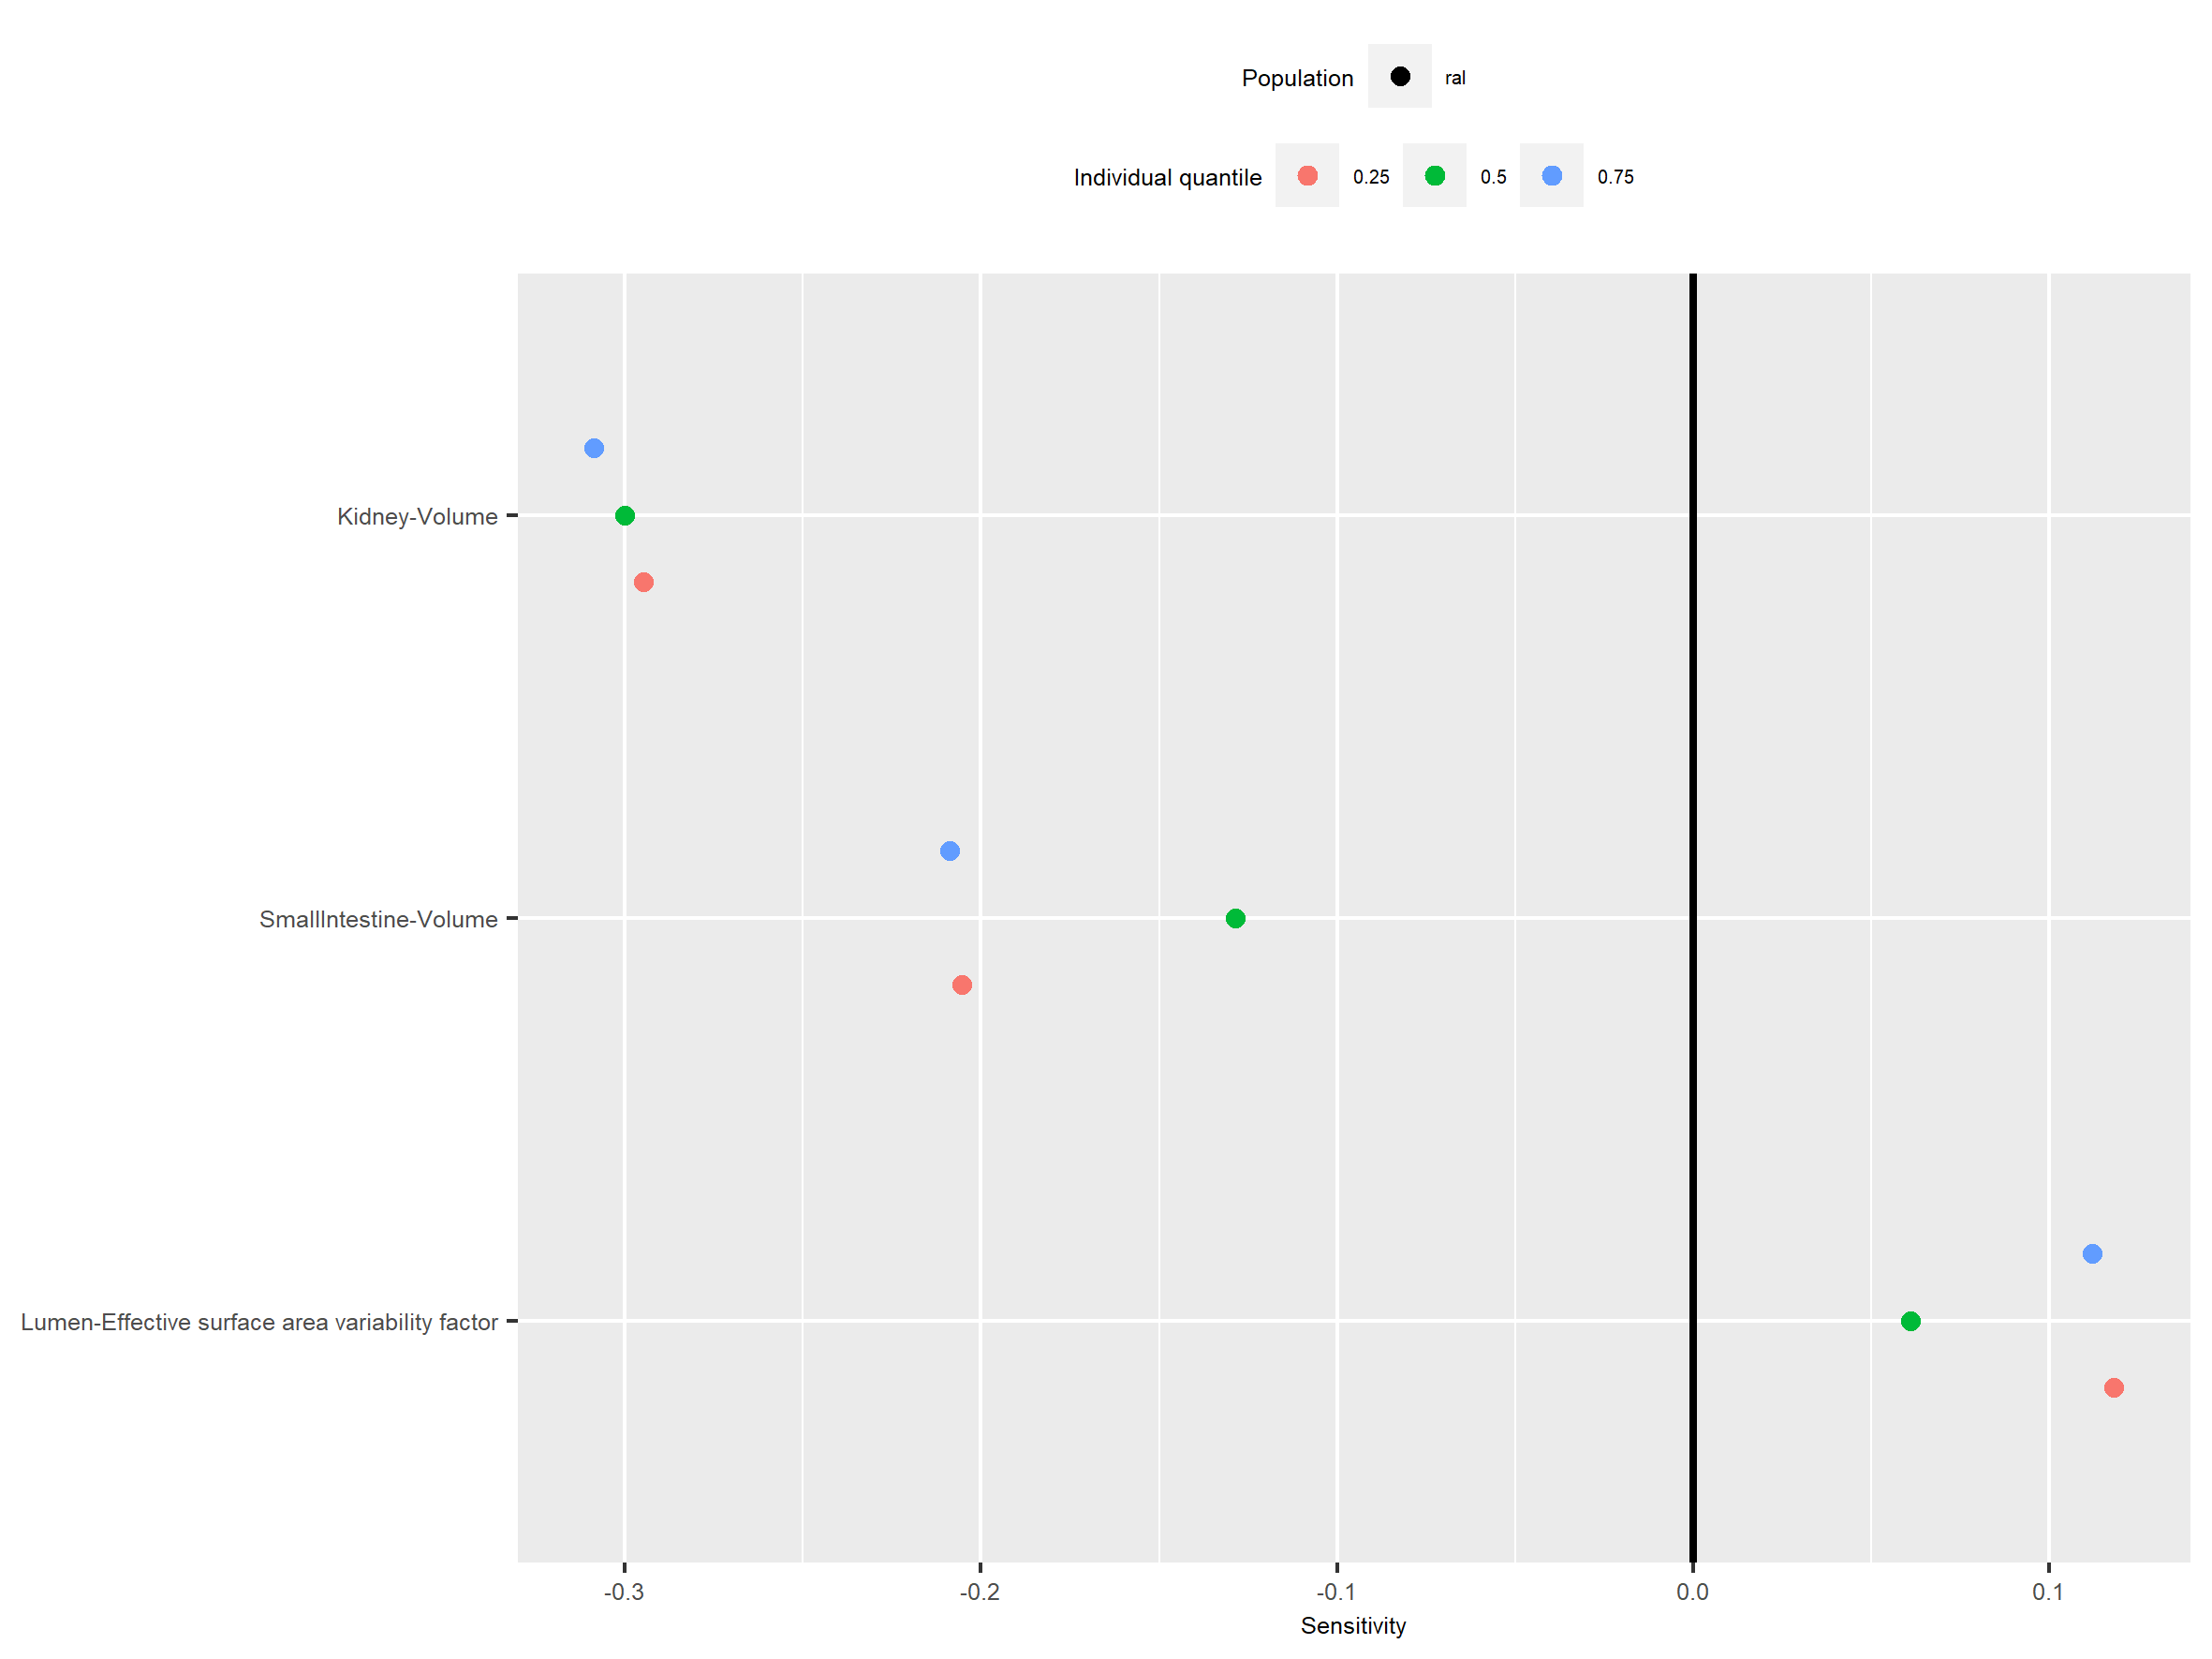 Population ral
Individual quantile 0.25 0.5 0.75
Kidney-Volume
SmallIntestine-Volume
Lumen-Effective surface area variability factor
-0.3 -0.2 -0.1 0.0 0.1
Sensitivity